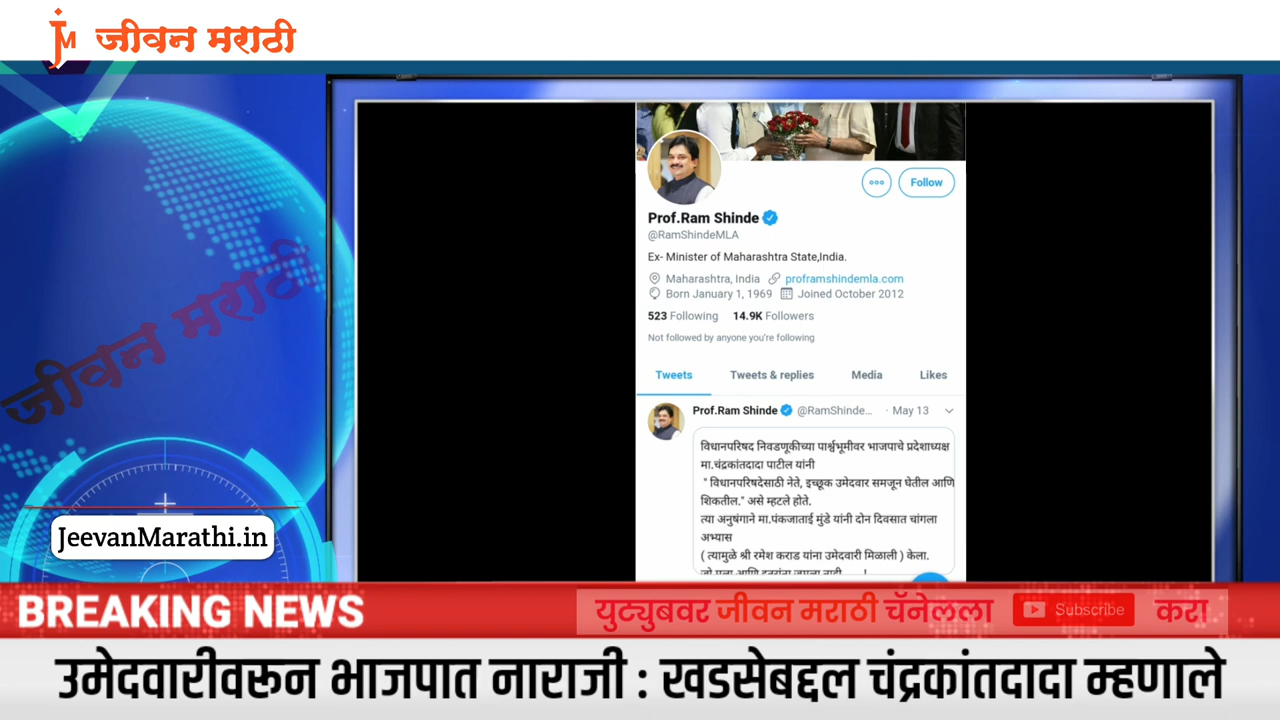 JM जीवन मराठी
जीवन मराठी
Follow
Prof.Ram Shinde
@RamShindeMLA
Ex- Minister of Maharashtra State,India.
Maharashtra, India proframshindemla.com
Born January 1, 1969 Joined October 2012
523 Following 14.9K Followers
Not followed by anyone you're following
Tweets Tweets & replies Media Likes
Prof.Ram Shinde @RamShinde... · May 13
विधानपरिषद निवडणूकीच्या पार्श्वभूमीवर भाजपाचे प्रदेशाध्यक्ष
मा.चंद्रकांतदादा पाटील यांनी
" विधानपरिषदेसाठी नेते, इच्छूक उमेदवार समजून घेतील आणि
शिकतील." असे म्हटले होते.
त्या अनुषंगाने मा.पंकजाताई मुंडे यांनी दोन दिवसात चांगला
अभ्यास
( त्यामुळे श्री रमेश कराड यांना उमेदवारी मिळाली ) केला.
JeevanMarathi.in
BREAKING NEWS
युट्युबवर जीवन मराठी चॅनेलला Subscribe करा
उमेदवारीवरून भाजपात नाराजी : खडसेबद्दल चंद्रकांतदादा म्हणाले